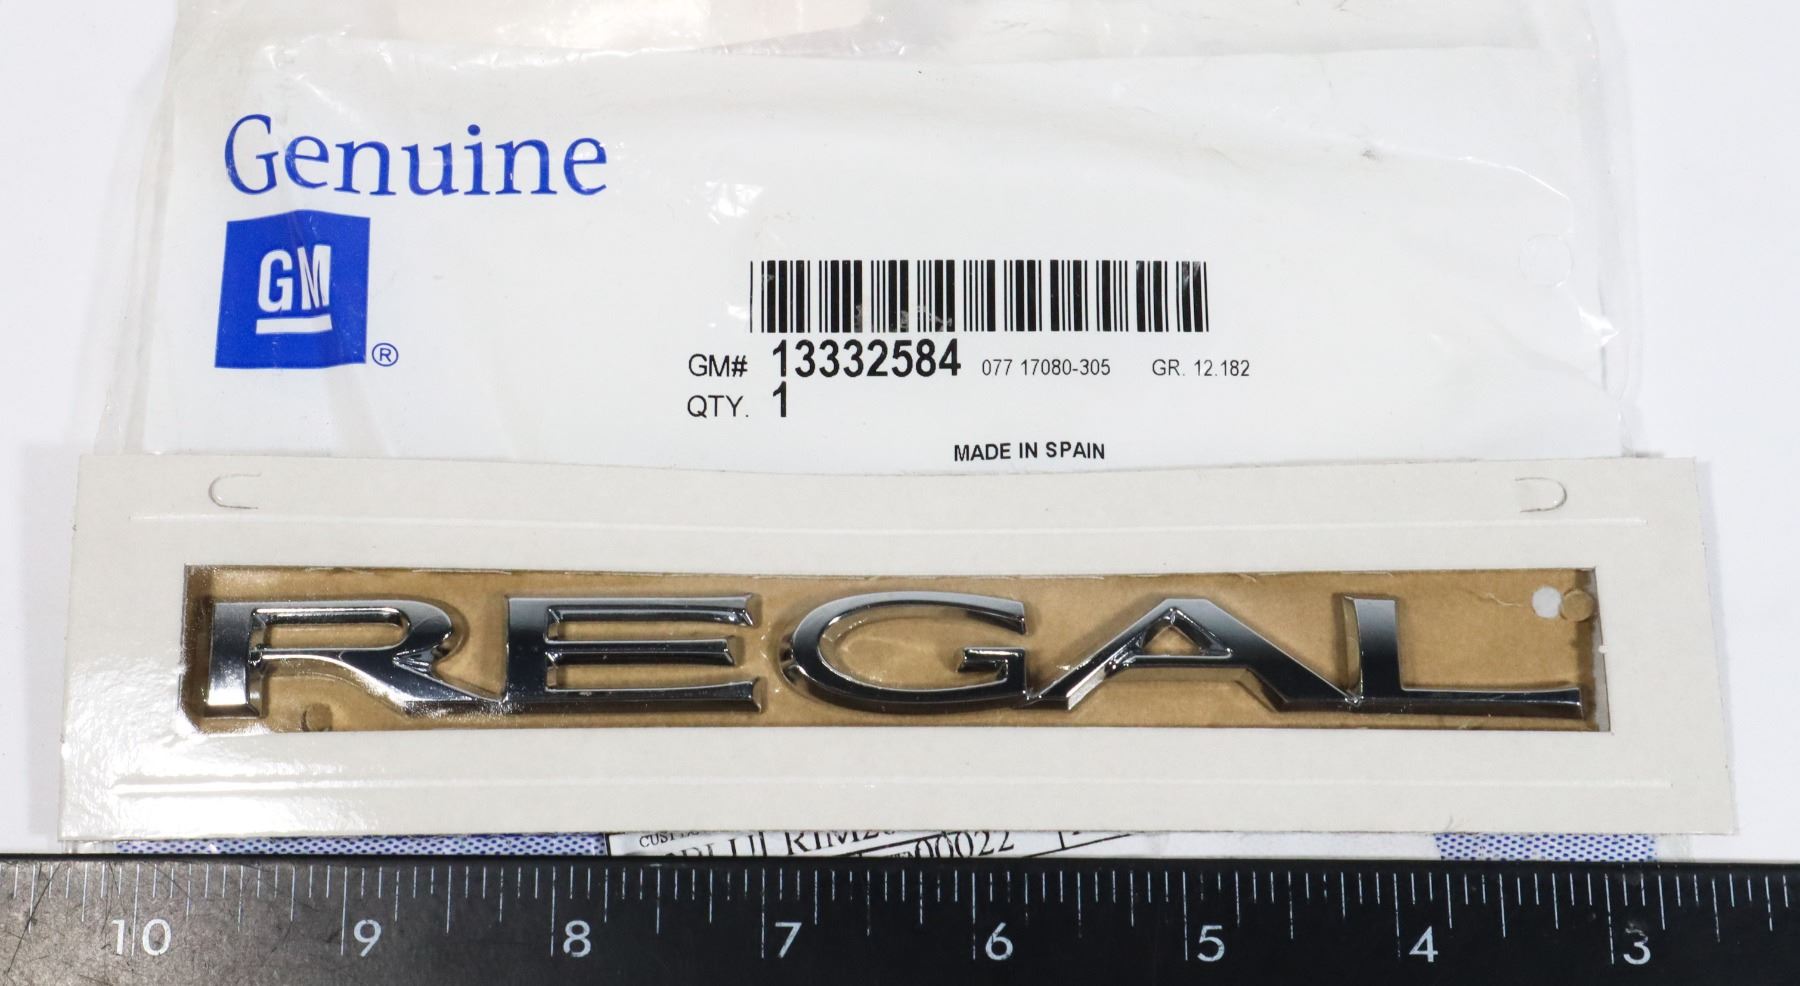 Genuine
GM
®
GM# 13332584 077 17080-305 GR. 12.182
QTY. 1
MADE IN SPAIN
REGAL
00022
10 9 8 7 6 5 4 3